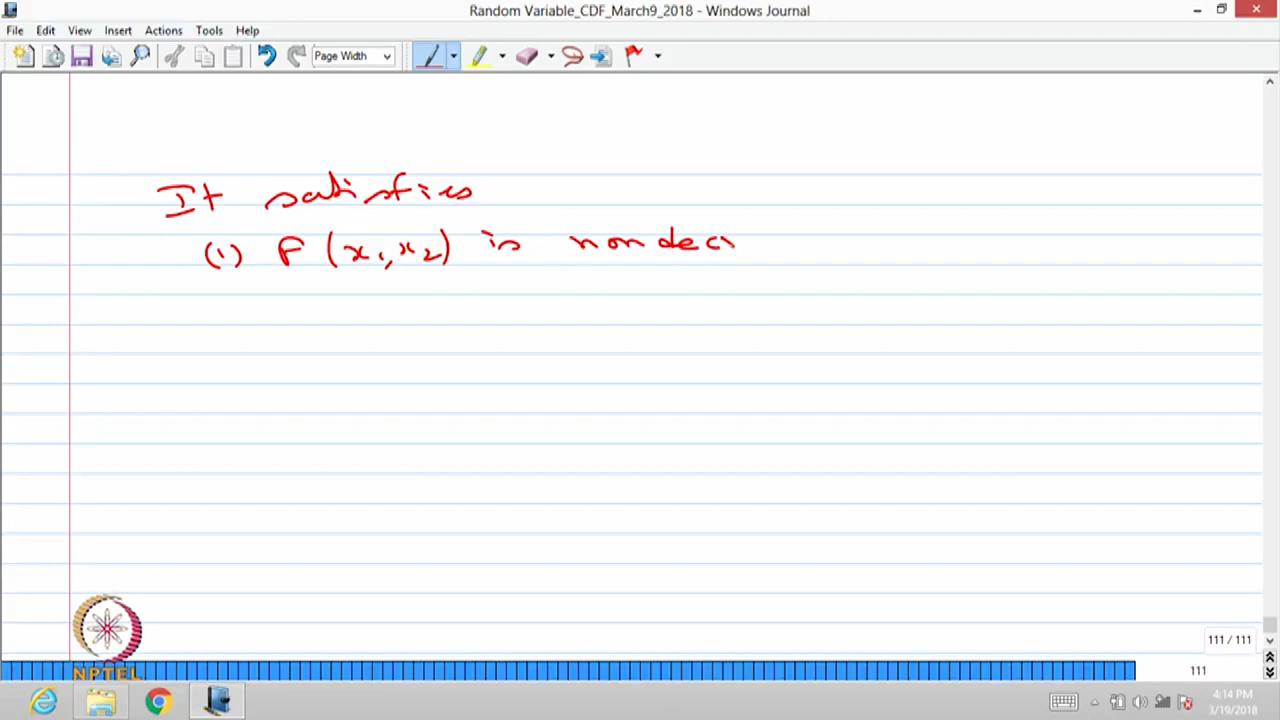 Random Variable_CDF_March9_2018 - Windows Journal
File Edit View Insert Actions Tools Help
Page Width
It satisfies
(i) F (x1, x2) is nondec
111 / 111
NPTEL
111
4:14 PM
3/19/2018